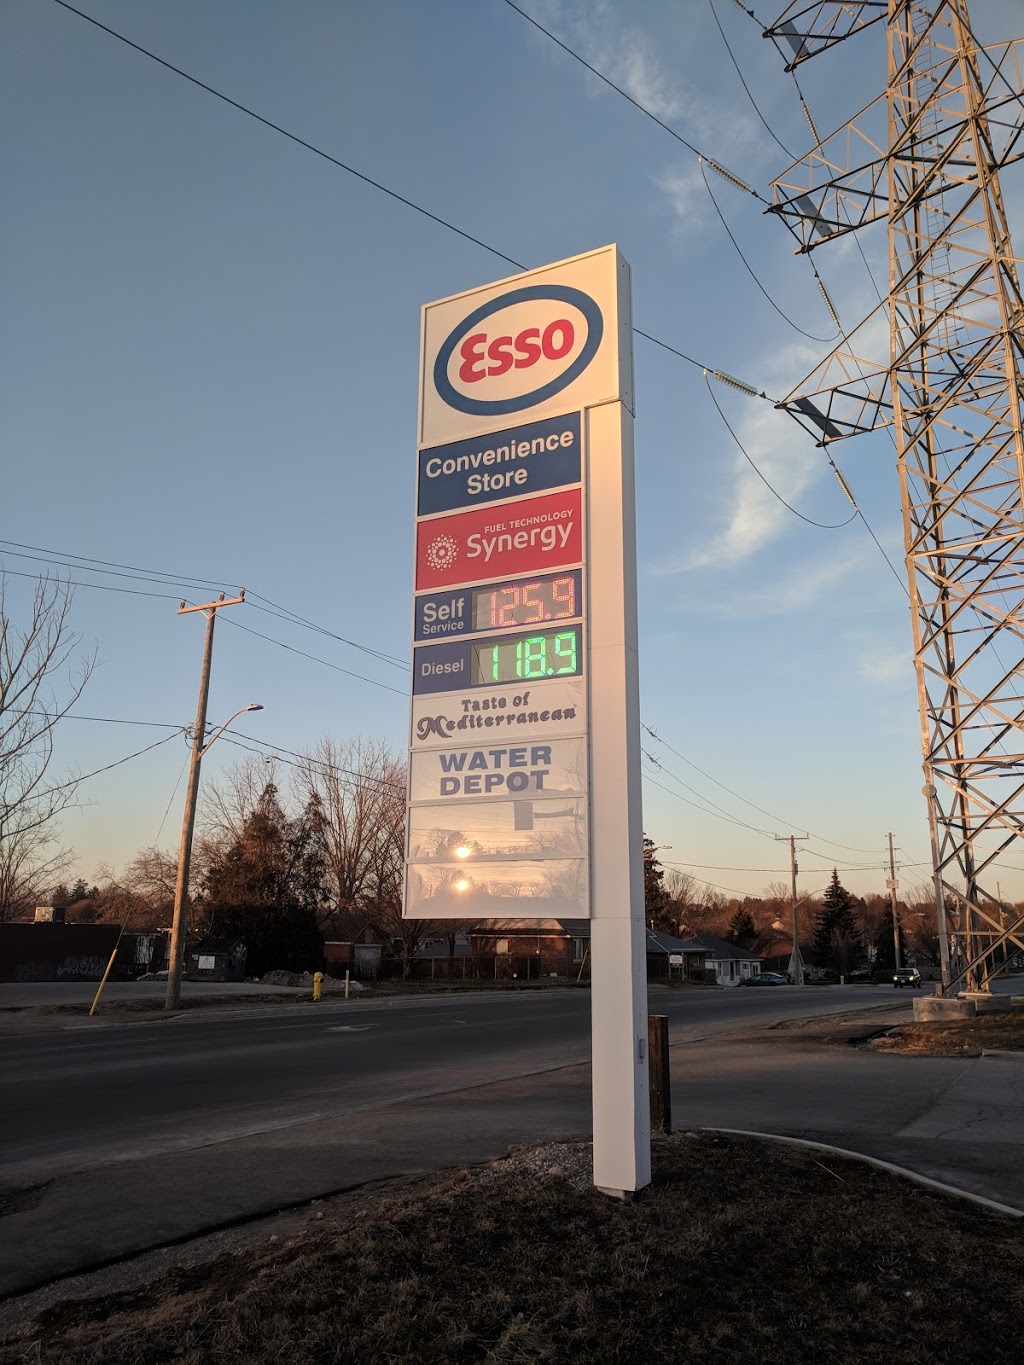 Esso
Convenience
Store
FUEL TECHNOLOGY
Synergy
Self
Service
125.9
Diesel
118.9
Taste of
Mediterranean
WATER
DEPOT